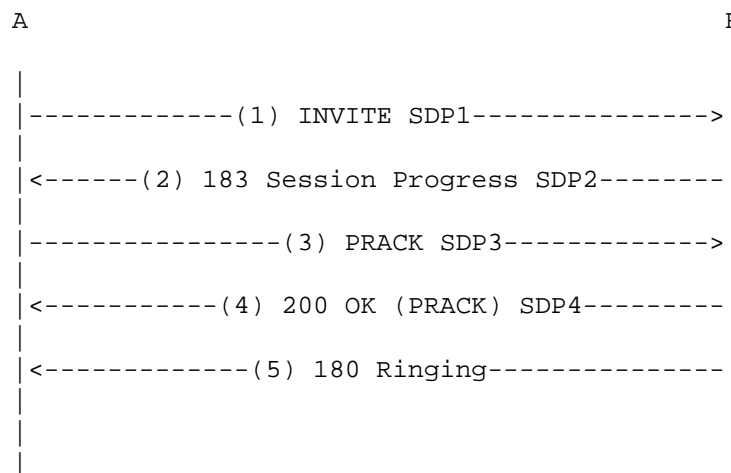 A
|
|-------------(1) INVITE SDP1--------------->
|
|<------(2) 183 Session Progress SDP2--------
|
|----------------(3) PRACK SDP3------------->
|
|<-----------(4) 200 OK (PRACK) SDP4---------
|
|<-------------(5) 180 Ringing---------------
|
|
|